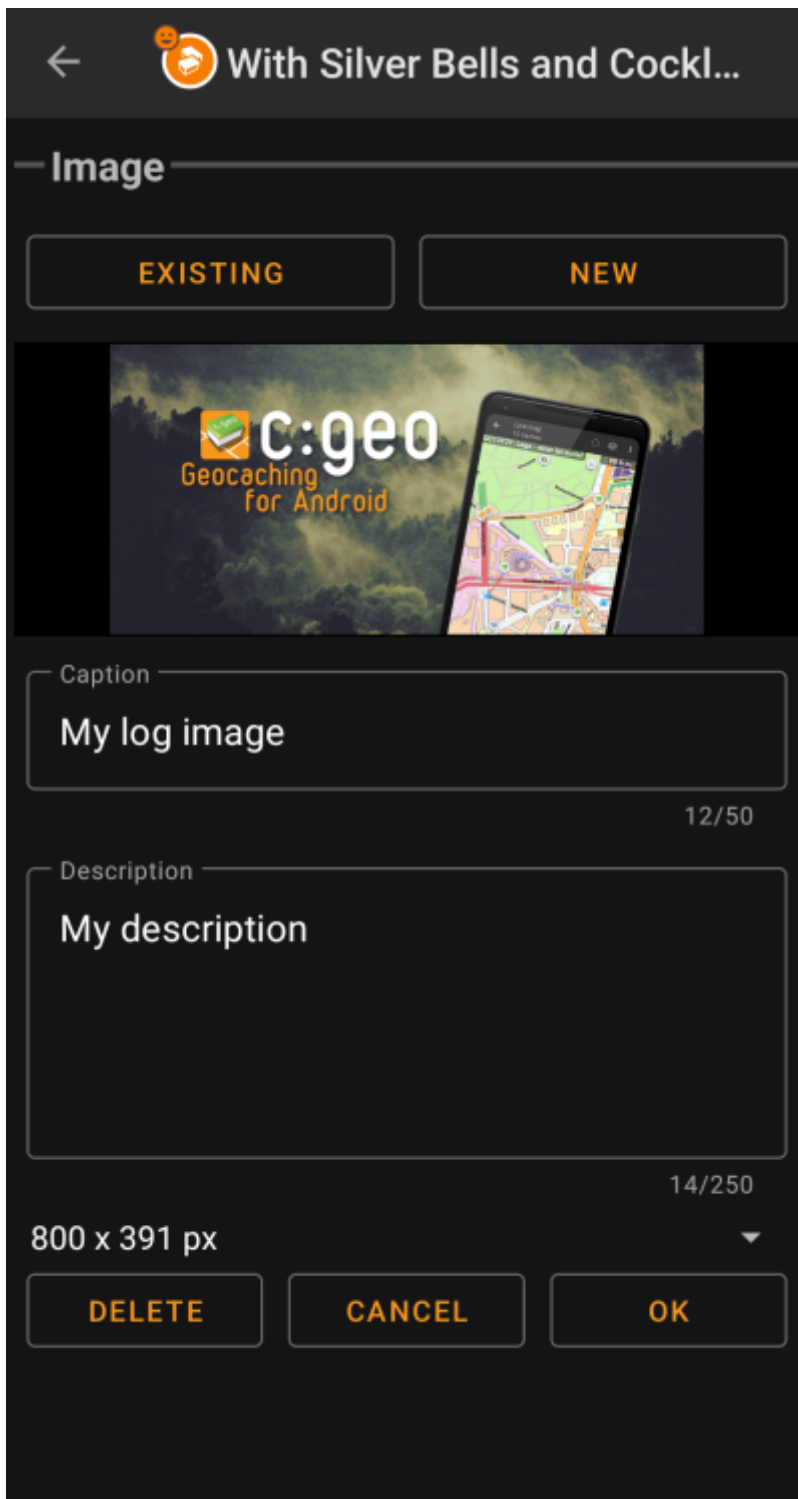 With Silver Bells and Cockl...
Image
EXISTING
NEW
c:geo
Geocaching
for Android
Caption
My log image
12/50
Description
My description
14/250
800 x 391 px
DELETE
CANCEL
OK